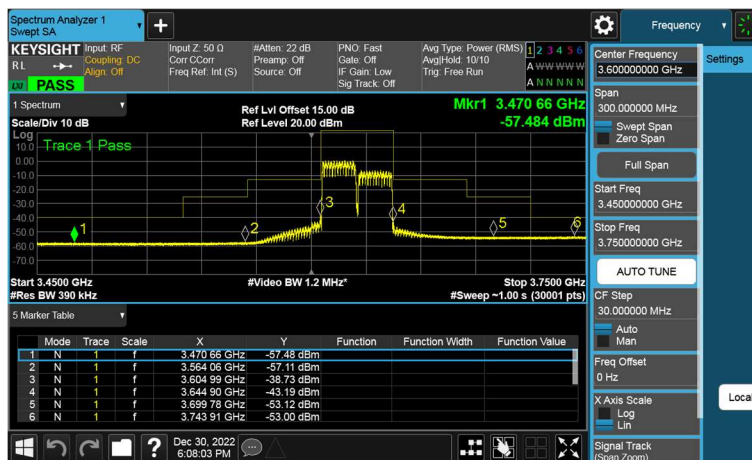 Spectrum Analyzer 1
Swept SA
Frequency
KEYSIGHT
RL
LXI PASS
Input: RF
Coupling: DC
Align: Off
Input Z: 50 Ω
Corr CCorr
Freq Ref: Int (S)
#Atten: 22 dB
Preamp: Off
Source: Off
PNO: Fast
Gate: Off
IF Gain: Low
Sig Track: Off
Avg Type: Power (RMS)
Avg|Hold: 10/10
Trig: Free Run
1 2 3 4 5 6
A W W W W W
A N N N N N
1 Spectrum
Scale/Div 10 dB
Ref Lvl Offset 15.00 dB
Ref Level 20.00 dBm
Mkr1 3.470 66 GHz
-57.484 dBm
Log
Trace 1 Pass
10.0
0.00
-10.0
-20.0
-30.0
-40.0
-50.0
-60.0
-70.0
1
2
3
4
5
6
Start 3.4500 GHz
#Res BW 390 kHz
#Video BW 1.2 MHz*
Stop 3.7500 GHz
#Sweep ~1.00 s (30001 pts)
5 Marker Table
Mode Trace Scale X Y Function Function Width Function Value
1 N 1 f 3.470 66 GHz -57.48 dBm
2 N 1 f 3.564 06 GHz -57.11 dBm
3 N 1 f 3.604 99 GHz -38.73 dBm
4 N 1 f 3.644 90 GHz -43.19 dBm
5 N 1 f 3.699 78 GHz -53.12 dBm
6 N 1 f 3.743 91 GHz -53.00 dBm
Dec 30, 2022
6:08:03 PM
Center Frequency
3.600000000 GHz
Settings
Span
300.000000 MHz
Swept Span
Zero Span
Full Span
Start Freq
3.450000000 GHz
Stop Freq
3.750000000 GHz
AUTO TUNE
CF Step
30.000000 MHz
Auto
Man
Freq Offset
0 Hz
X Axis Scale
Log
Lin
Local
Signal Track
(Span Zoom)